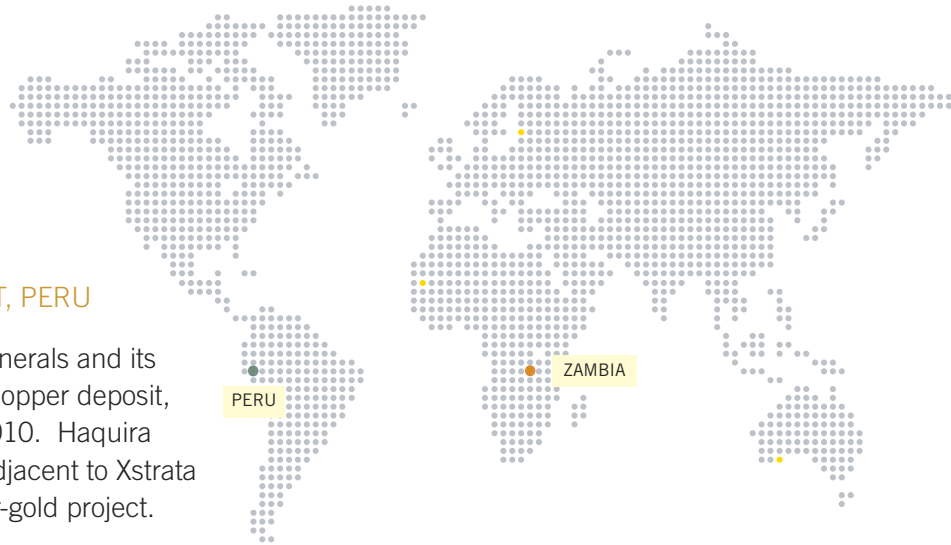 T, PERU
nerals and its
opper deposit,
010. Haquira
djacent to Xstrata
-gold project.
PERU
ZAMBIA